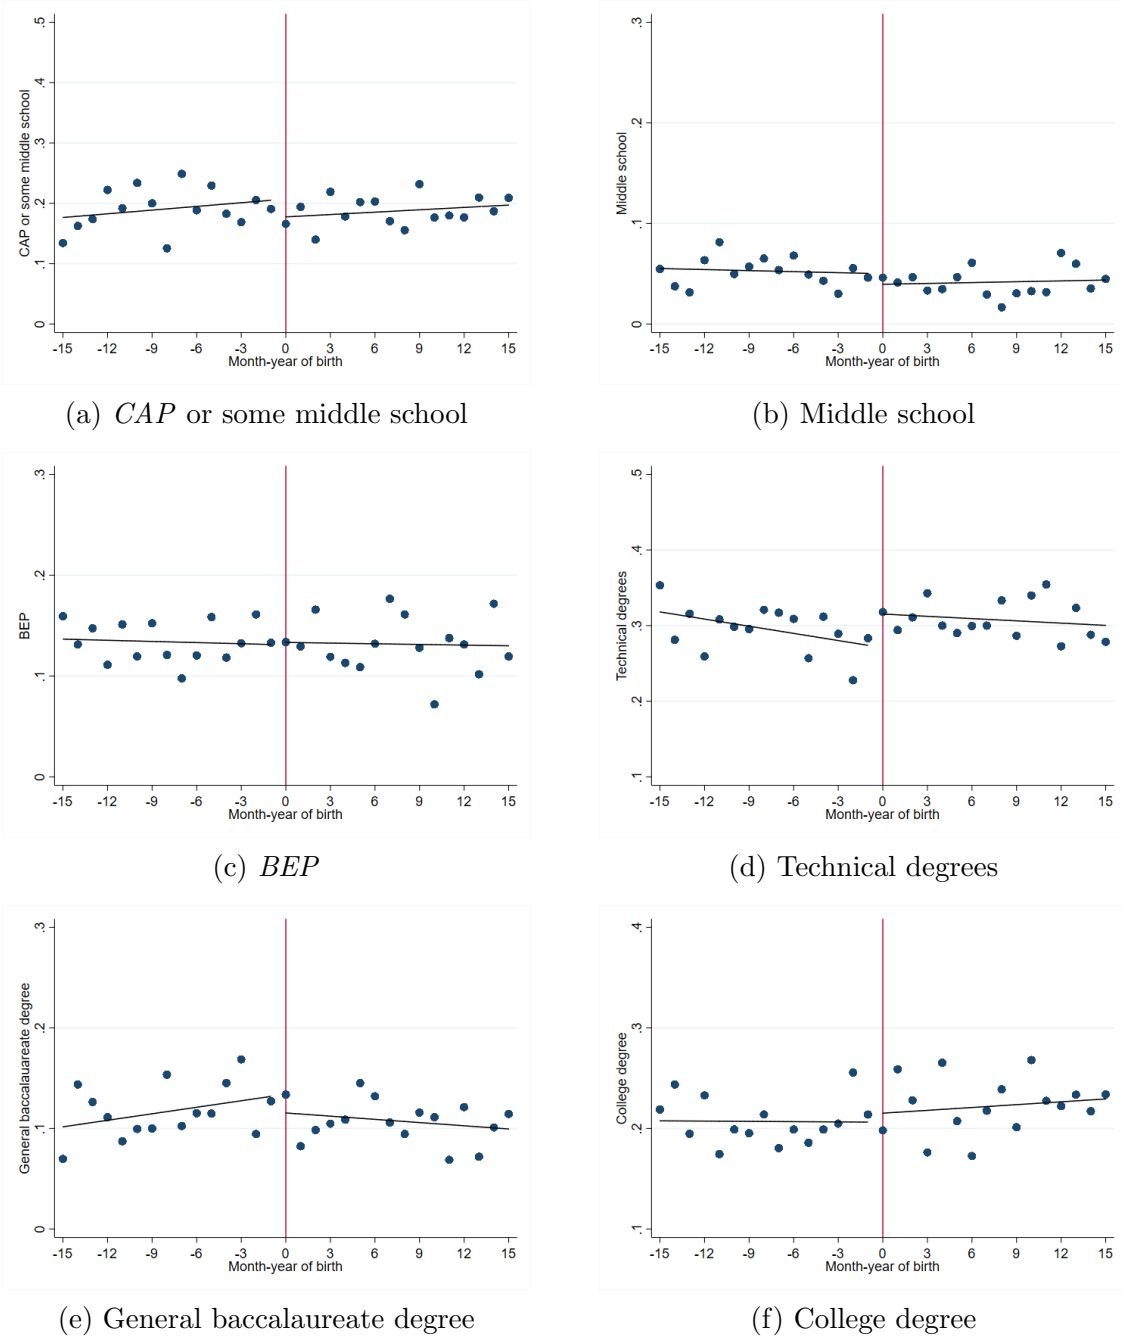 CAP or some middle school
.5
.4
.3
.2
.1
0
-15 -12 -9 -6 -3 0 3 6 9 12 15
Month-year of birth
(a) CAP or some middle school
Middle school
.3
.2
.1
0
-15 -12 -9 -6 -3 0 3 6 9 12 15
Month-year of birth
(b) Middle school
BEP
.3
.2
.1
0
-15 -12 -9 -6 -3 0 3 6 9 12 15
Month-year of birth
(c) BEP
Technical degrees
.5
.4
.3
.2
.1
-15 -12 -9 -6 -3 0 3 6 9 12 15
Month-year of birth
(d) Technical degrees
General baccalauareate degree
.3
.2
.1
0
-15 -12 -9 -6 -3 0 3 6 9 12 15
Month-year of birth
(e) General baccalaureate degree
College degree
.4
.3
.2
.1
-15 -12 -9 -6 -3 0 3 6 9 12 15
Month-year of birth
(f) College degree